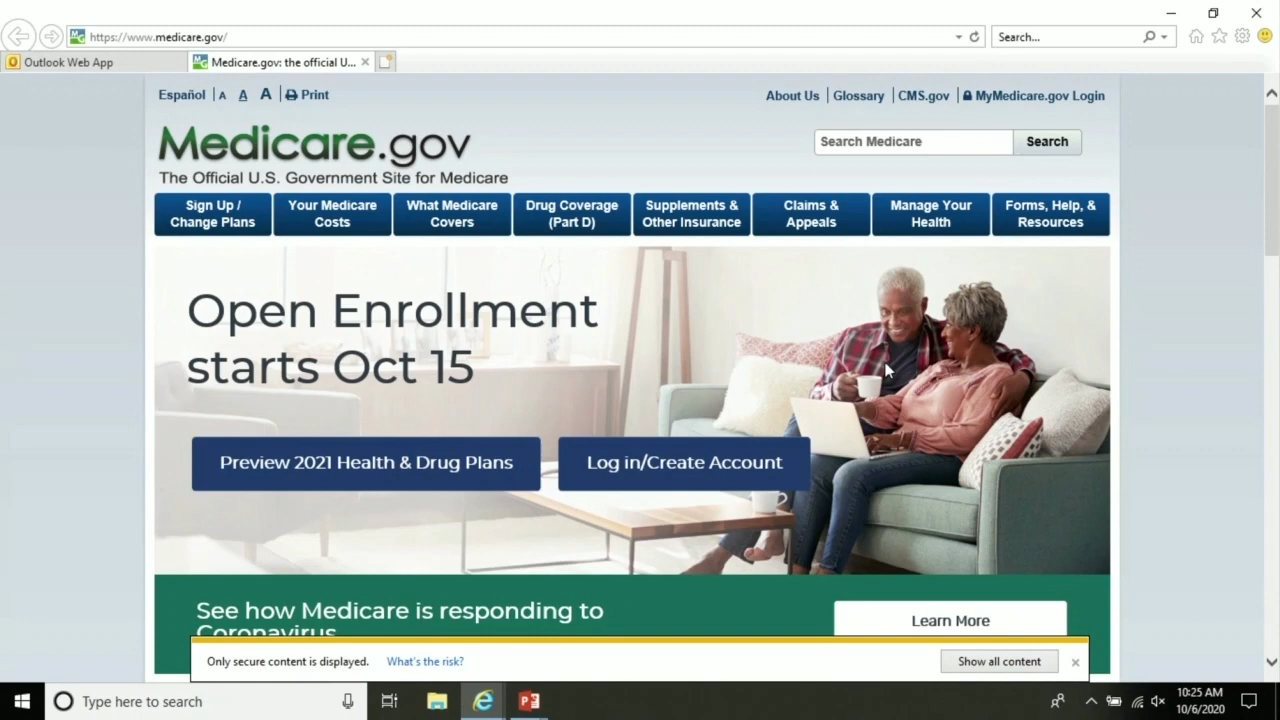 https://www.medicare.gov/
Search...
Outlook Web App
Medicare.gov: the official U...
Español A A A Print
About Us Glossary CMS.gov MyMedicare.gov Login
Medicare.gov
The Official U.S. Government Site for Medicare
Search Medicare
Search
Sign Up / Change Plans
Your Medicare Costs
What Medicare Covers
Drug Coverage (Part D)
Supplements & Other Insurance
Claims & Appeals
Manage Your Health
Forms, Help, & Resources
Open Enrollment
starts Oct 15
Preview 2021 Health & Drug Plans
Log in/Create Account
See how Medicare is responding to
Coronavirus
Learn More
Only secure content is displayed. What's the risk?
Show all content
Type here to search
10:25 AM
10/6/2020